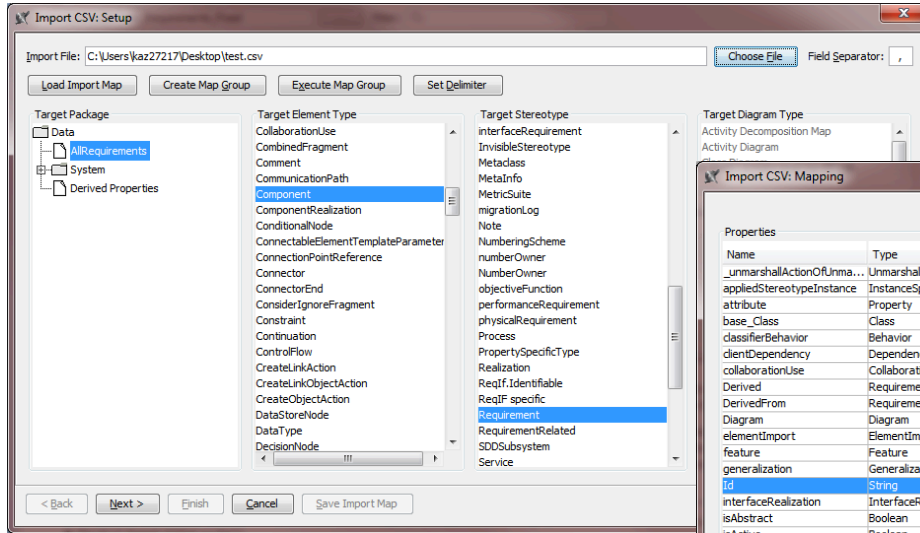 Import CSV: Setup
Import File: C:\Users\kaz27217\Desktop\test.csv
Choose File
Field Separator: ,
Load Import Map
Create Map Group
Execute Map Group
Set Delimiter
Target Package
Data
AllRequirements
System
Derived Properties
Target Element Type
CollaborationUse
CombinedFragment
Comment
CommunicationPath
Component
ComponentRealization
ConditionalNode
ConnectableElementTemplateParameter
ConnectionPointReference
Connector
ConnectorEnd
ConsiderIgnoreFragment
Constraint
Continuation
ControlFlow
CreateLinkAction
CreateLinkObjectAction
CreateObjectAction
DataStoreNode
DataType
DecisionNode
Target Stereotype
interfaceRequirement
InvisibleStereotype
Metaclass
MetaInfo
MetricSuite
migrationLog
Note
NumberingScheme
numberOwner
NumberOwner
objectiveFunction
performanceRequirement
physicalRequirement
Process
PropertySpecificType
Realization
ReqIf.Identifiable
ReqIF specific
Requirement
RequirementRelated
SDDSubsystem
Service
Target Diagram Type
Activity Decomposition Map
Activity Diagram
< Back
Next >
Finish
Cancel
Save Import Map
Import CSV: Mapping
Properties
Name Type
_unmarshallActionOfUnma... Unmarshal
appliedStereotypeInstance InstanceSp
attribute Property
base_Class Class
classifierBehavior Behavior
clientDependency Dependen
collaborationUse Collaborati
Derived Requireme
DerivedFrom Requireme
Diagram Diagram
elementImport ElementIm
feature Feature
generalization Generaliza
Id String
interfaceRealization InterfaceR
isAbstract Boolean